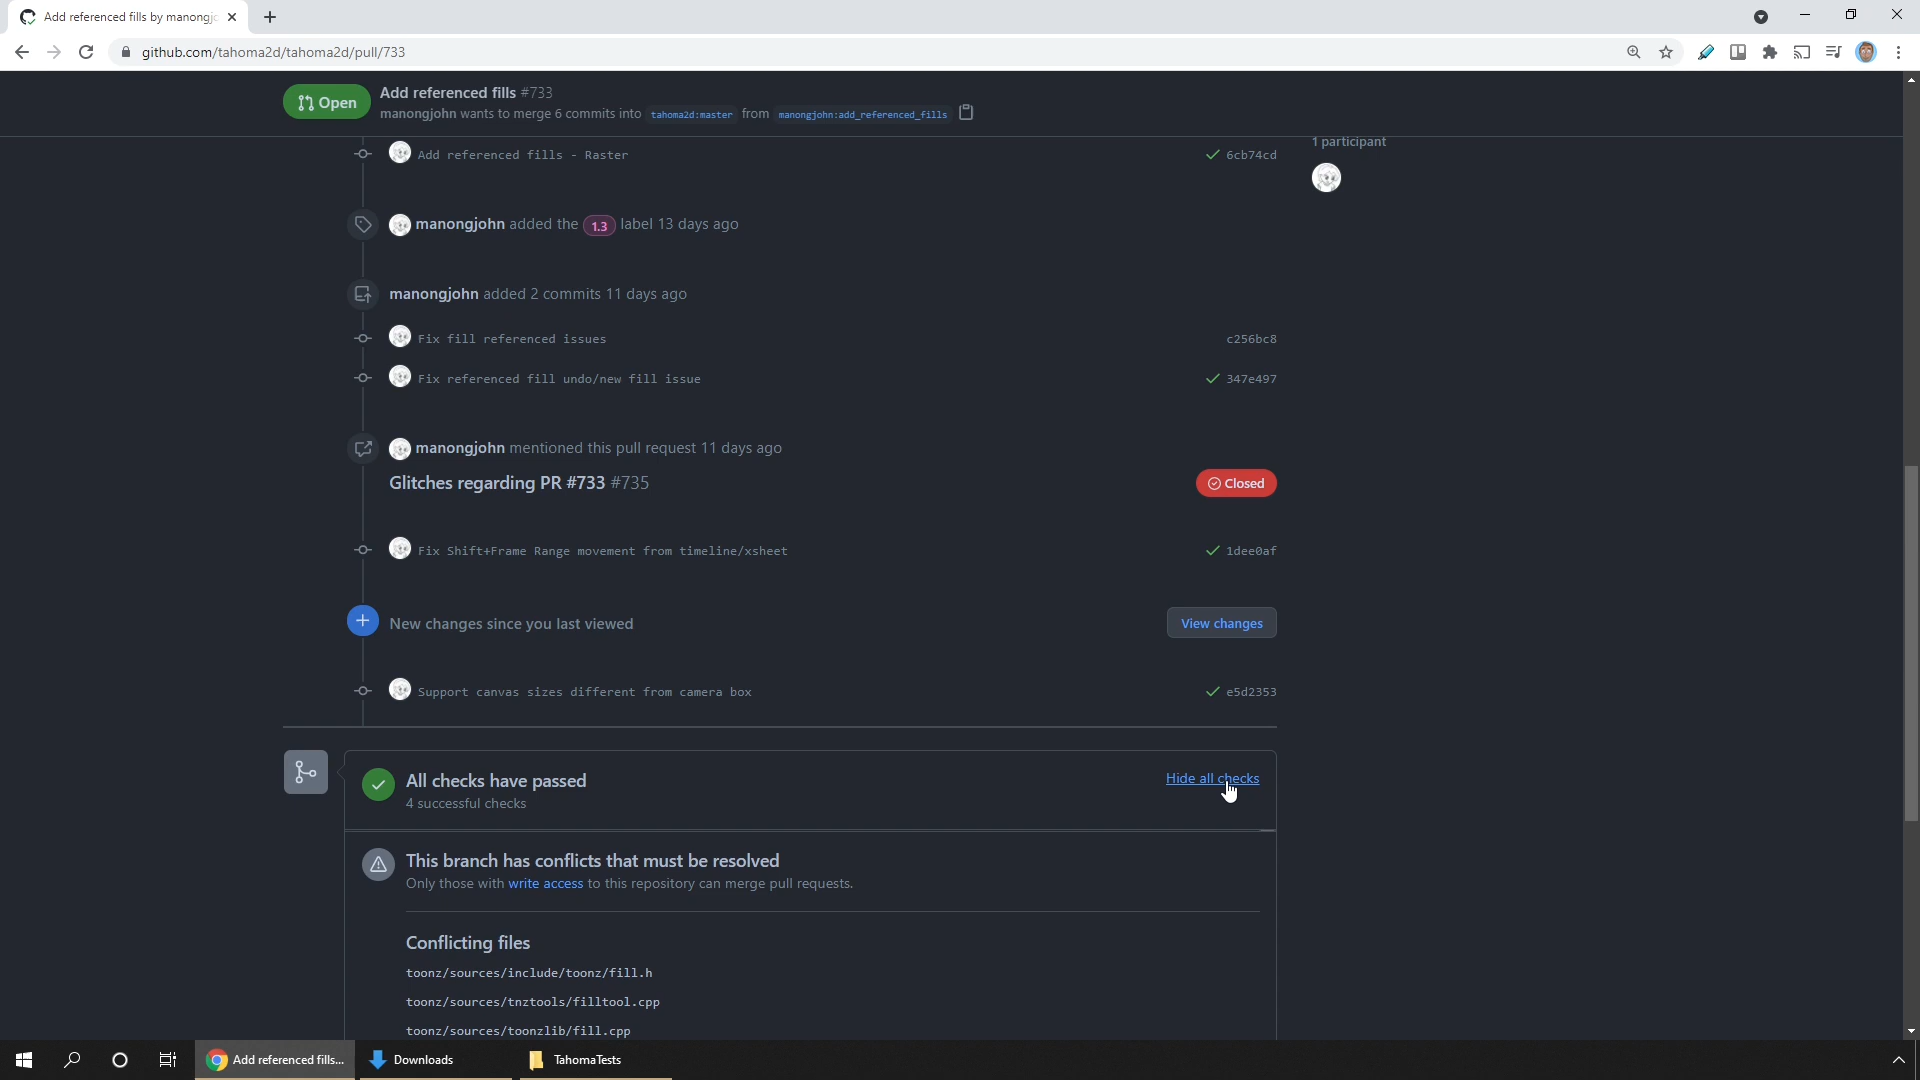 Add referenced fills by manongjo
github.com/tahoma2d/tahoma2d/pull/733
Open
Add referenced fills #733
manongjohn wants to merge 6 commits into tahoma2d:master from manongjohn:add_referenced_fills
1 participant
Add referenced fills - Raster 6cb74cd
manongjohn added the 1.3 label 13 days ago
manongjohn added 2 commits 11 days ago
Fix fill referenced issues c256bc8
Fix referenced fill undo/new fill issue 347e497
manongjohn mentioned this pull request 11 days ago
Glitches regarding PR #733 #735 Closed
Fix Shift+Frame Range movement from timeline/xsheet 1dee0af
New changes since you last viewed View changes
Support canvas sizes different from camera box e5d2353
All checks have passed Hide all checks
4 successful checks
This branch has conflicts that must be resolved
Only those with write access to this repository can merge pull requests.
Conflicting files
toonz/sources/include/toonz/fill.h
toonz/sources/tnztools/filltool.cpp
toonz/sources/toonzlib/fill.cpp
Add referenced fills... Downloads TahomaTests